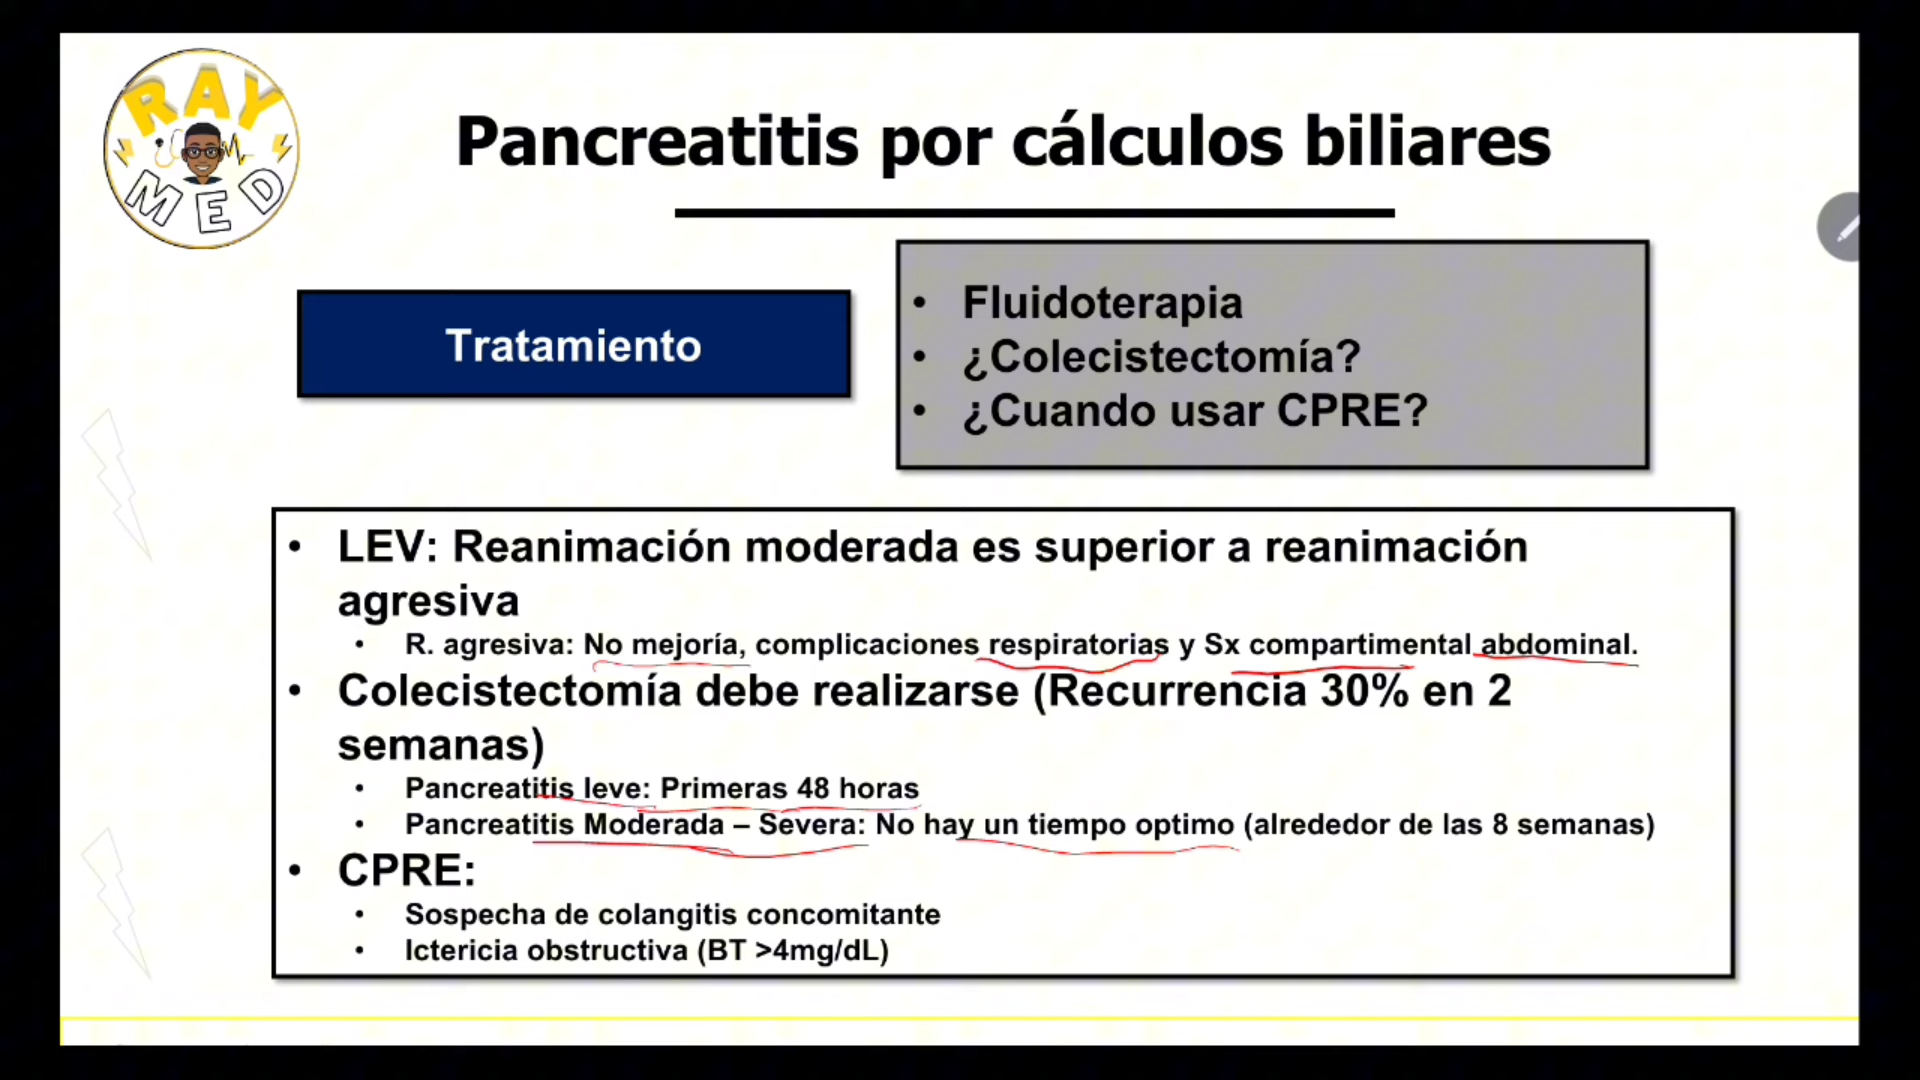 RAY
MED
Pancreatitis por cálculos biliares
Tratamiento
• Fluidoterapia
• ¿Colecistectomía?
• ¿Cuando usar CPRE?
• LEV: Reanimación moderada es superior a reanimación
agresiva
• R. agresiva: No mejoría, complicaciones respiratorias y Sx compartimental abdominal.
• Colecistectomía debe realizarse (Recurrencia 30% en 2
semanas)
• Pancreatitis leve: Primeras 48 horas
• Pancreatitis Moderada – Severa: No hay un tiempo optimo (alrededor de las 8 semanas)
• CPRE:
• Sospecha de colangitis concomitante
• Ictericia obstructiva (BT >4mg/dL)